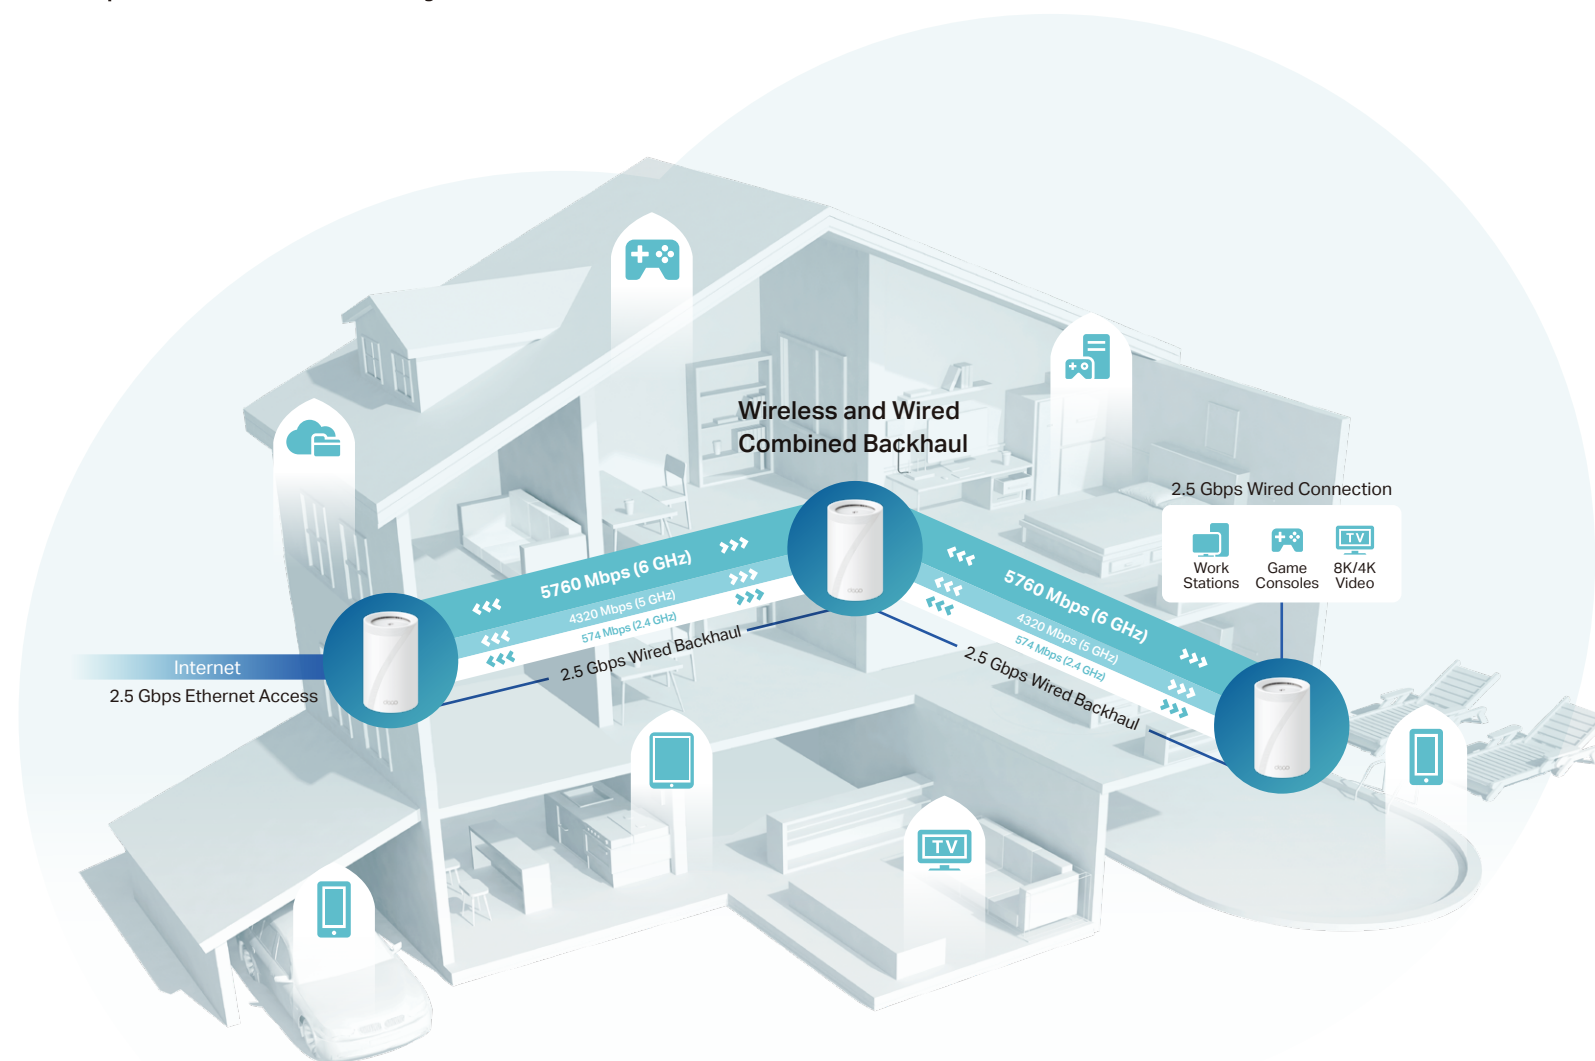 Wireless and Wired
Combined Backhaul
2.5 Gbps Wired Connection
TV
Work
Stations
Game
Consoles
8K/4K
Video
5760 Mbps (6 GHz)
4320 Mbps (5 GHz)
574 Mbps (2.4 GHz)
2.5 Gbps Wired Backhaul
5760 Mbps (6 GHz)
4320 Mbps (5 GHz)
574 Mbps (2.4 GHz)
2.5 Gbps Wired Backhaul
Internet
2.5 Gbps Ethernet Access
TV